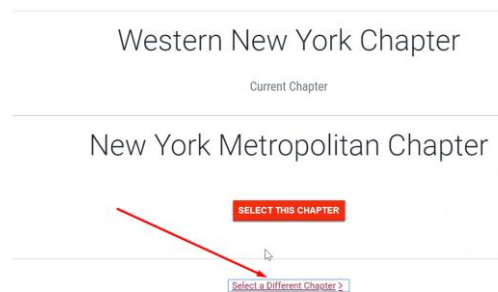 Western New York Chapter
Current Chapter
New York Metropolitan Chapter
SELECT THIS CHAPTER
Select a Different Chapter >